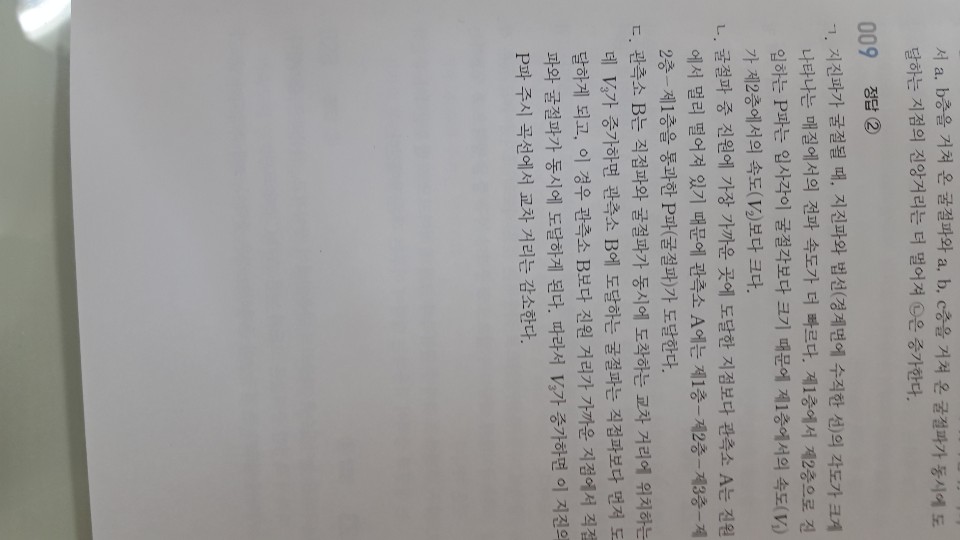 서 a, b층을 거쳐 온 굴절파와 a, b, c층을 거쳐 온 굴절파가 동시에 도
달하는 지점의 진앙거리는 더 멀어져 ㉡은 증가한다.
009 정답 ②
ㄱ. 지진파가 굴절될 때, 지진파와 법선(경계면에 수직한 선)의 각도가 크게
나타나는 매질에서의 전파 속도가 더 빠르다. 제1층에서 제2층으로 진
입하는 P파는 입사각이 굴절각보다 크기 때문에 제1층에서의 속도(V₁)
가 제2층에서의 속도(V₂)보다 크다.
ㄴ. 굴절파 중 진원에 가장 가까운 곳에 도달한 지점보다 관측소 A는 진원
에서 멀리 떨어져 있기 때문에 관측소 A에는 제1층-제2층-제3층-제
2층-제1층을 통과한 P파(굴절파)가 도달한다.
ㄷ. 관측소 B는 직접파와 굴절파가 동시에 도착하는 교차 거리에 위치하는
데 V₃가 증가하면 관측소 B에 도달하는 굴절파는 직접파보다 먼저 도
달하게 되고, 이 경우 관측소 B보다 진원 거리가 가까운 지점에서 직접
파와 굴절파가 동시에 도달하게 된다. 따라서 V₃가 증가하면 이 지진의
P파 주시 곡선에서 교차 거리는 감소한다.